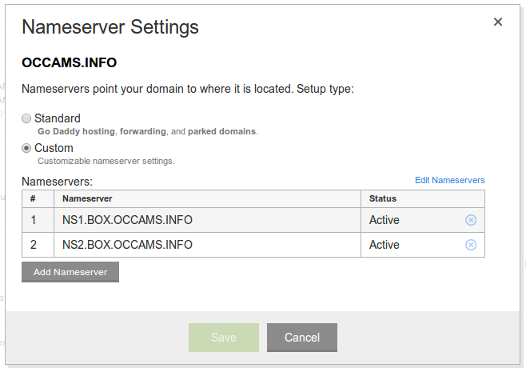 Nameserver Settings
×
OCCAMS.INFO
Nameservers point your domain to where it is located. Setup type:
Standard
Go Daddy hosting, forwarding, and parked domains.
Custom
Customizable nameserver settings.
Nameservers: Edit Nameservers
# Nameserver Status
1 NS1.BOX.OCCAMS.INFO Active
2 NS2.BOX.OCCAMS.INFO Active
Add Nameserver
Save Cancel